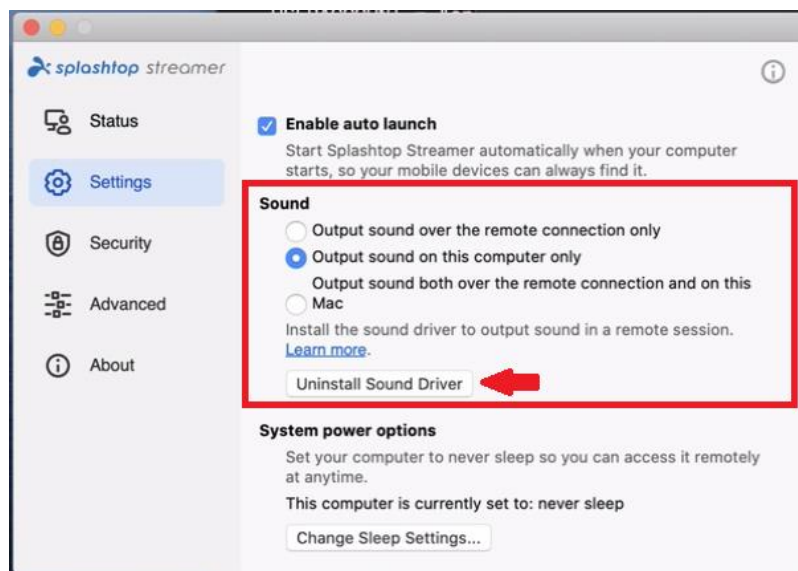 splashtop streamer
Status
Settings
Security
Advanced
About
Enable auto launch
Start Splashtop Streamer automatically when your computer
starts, so your mobile devices can always find it.
Sound
Output sound over the remote connection only
Output sound on this computer only
Output sound both over the remote connection and on this
Mac
Install the sound driver to output sound in a remote session.
Learn more.
Uninstall Sound Driver
System power options
Set your computer to never sleep so you can access it remotely
at anytime.
This computer is currently set to: never sleep
Change Sleep Settings...